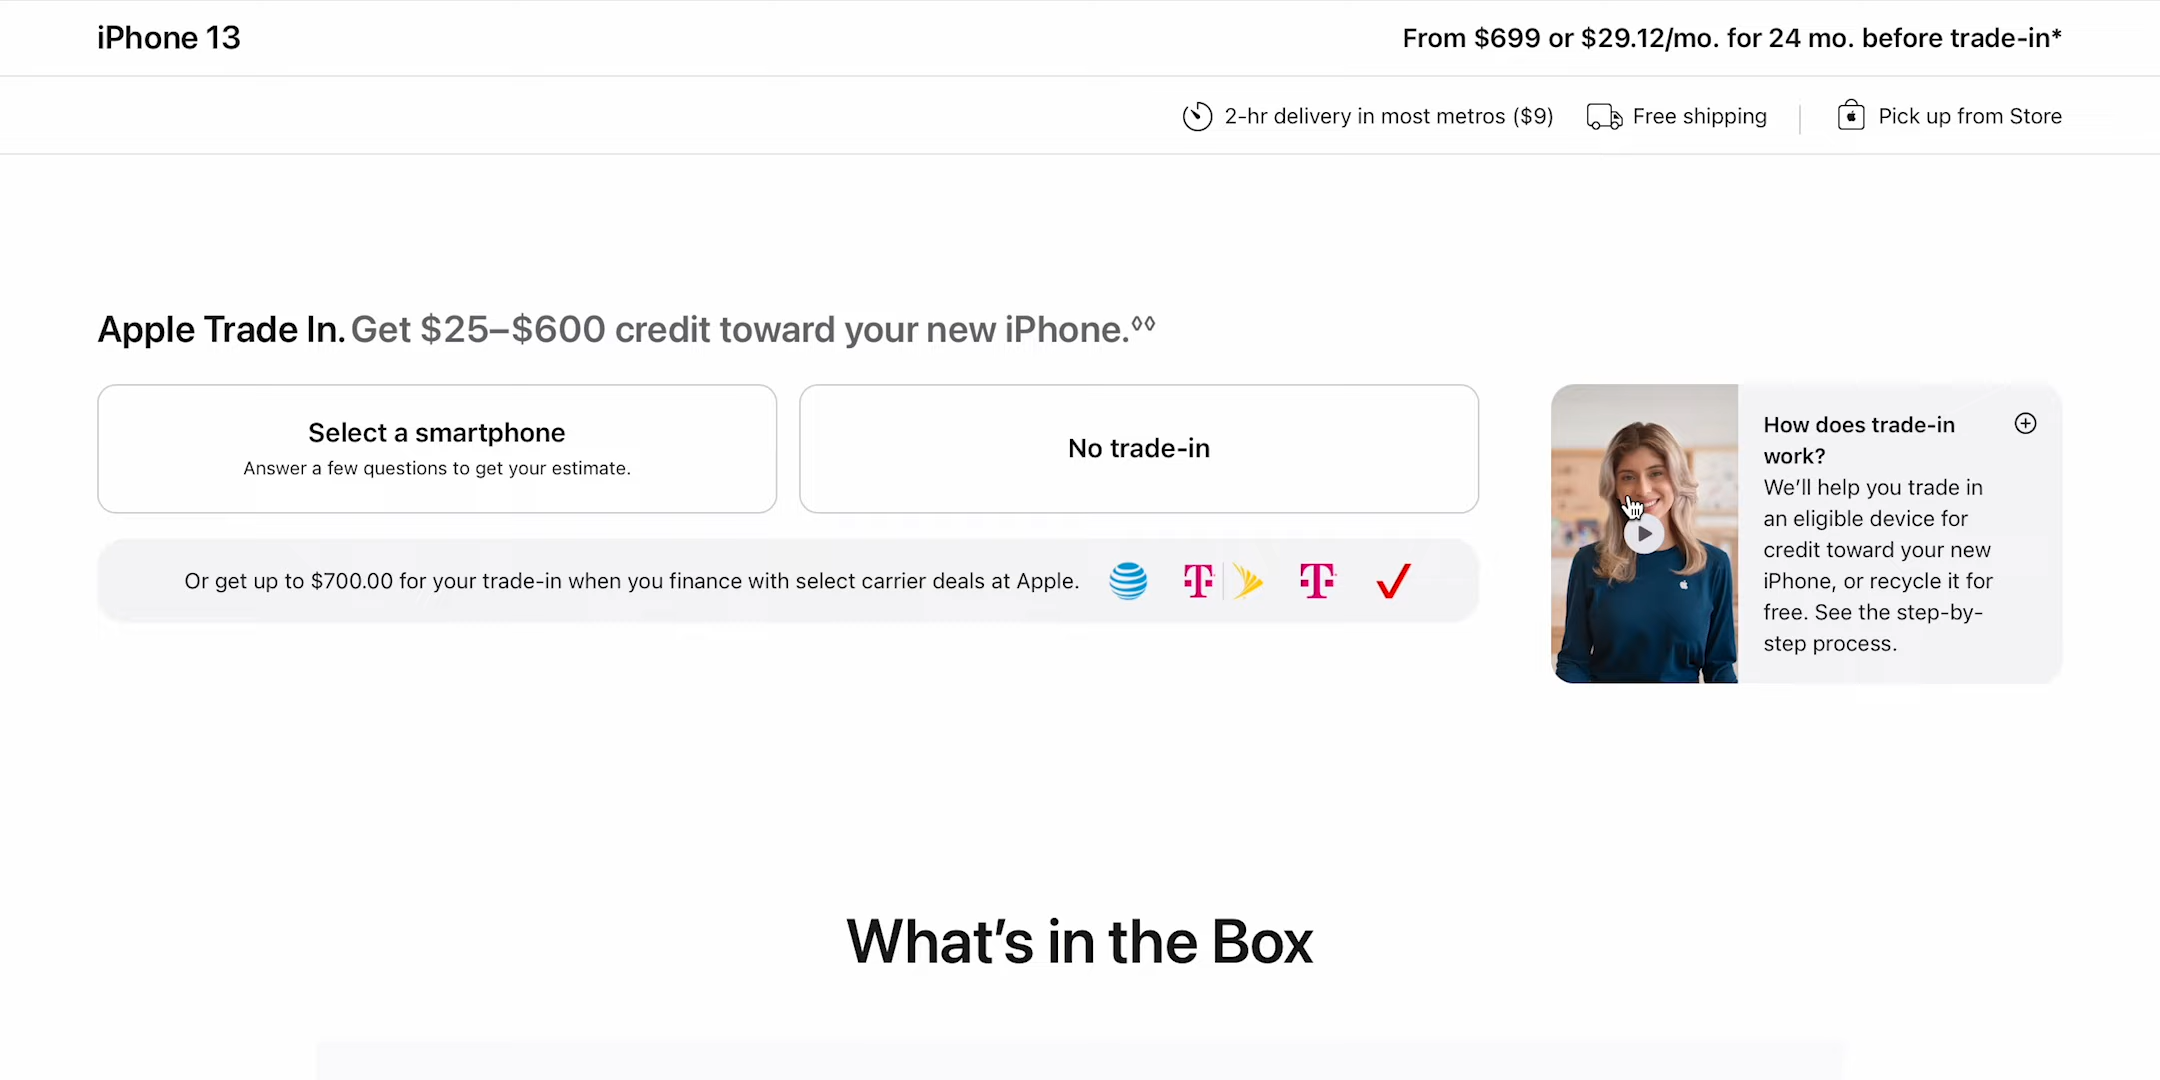 iPhone 13
From $699 or $29.12/mo. for 24 mo. before trade-in*
2-hr delivery in most metros ($9)
Free shipping
Pick up from Store
Apple Trade In. Get $25–$600 credit toward your new iPhone.◊◊
Select a smartphone
Answer a few questions to get your estimate.
No trade-in
Or get up to $700.00 for your trade-in when you finance with select carrier deals at Apple.
T T
How does trade-in
work?
We’ll help you trade in
an eligible device for
credit toward your new
iPhone, or recycle it for
free. See the step-by-
step process.
What’s in the Box